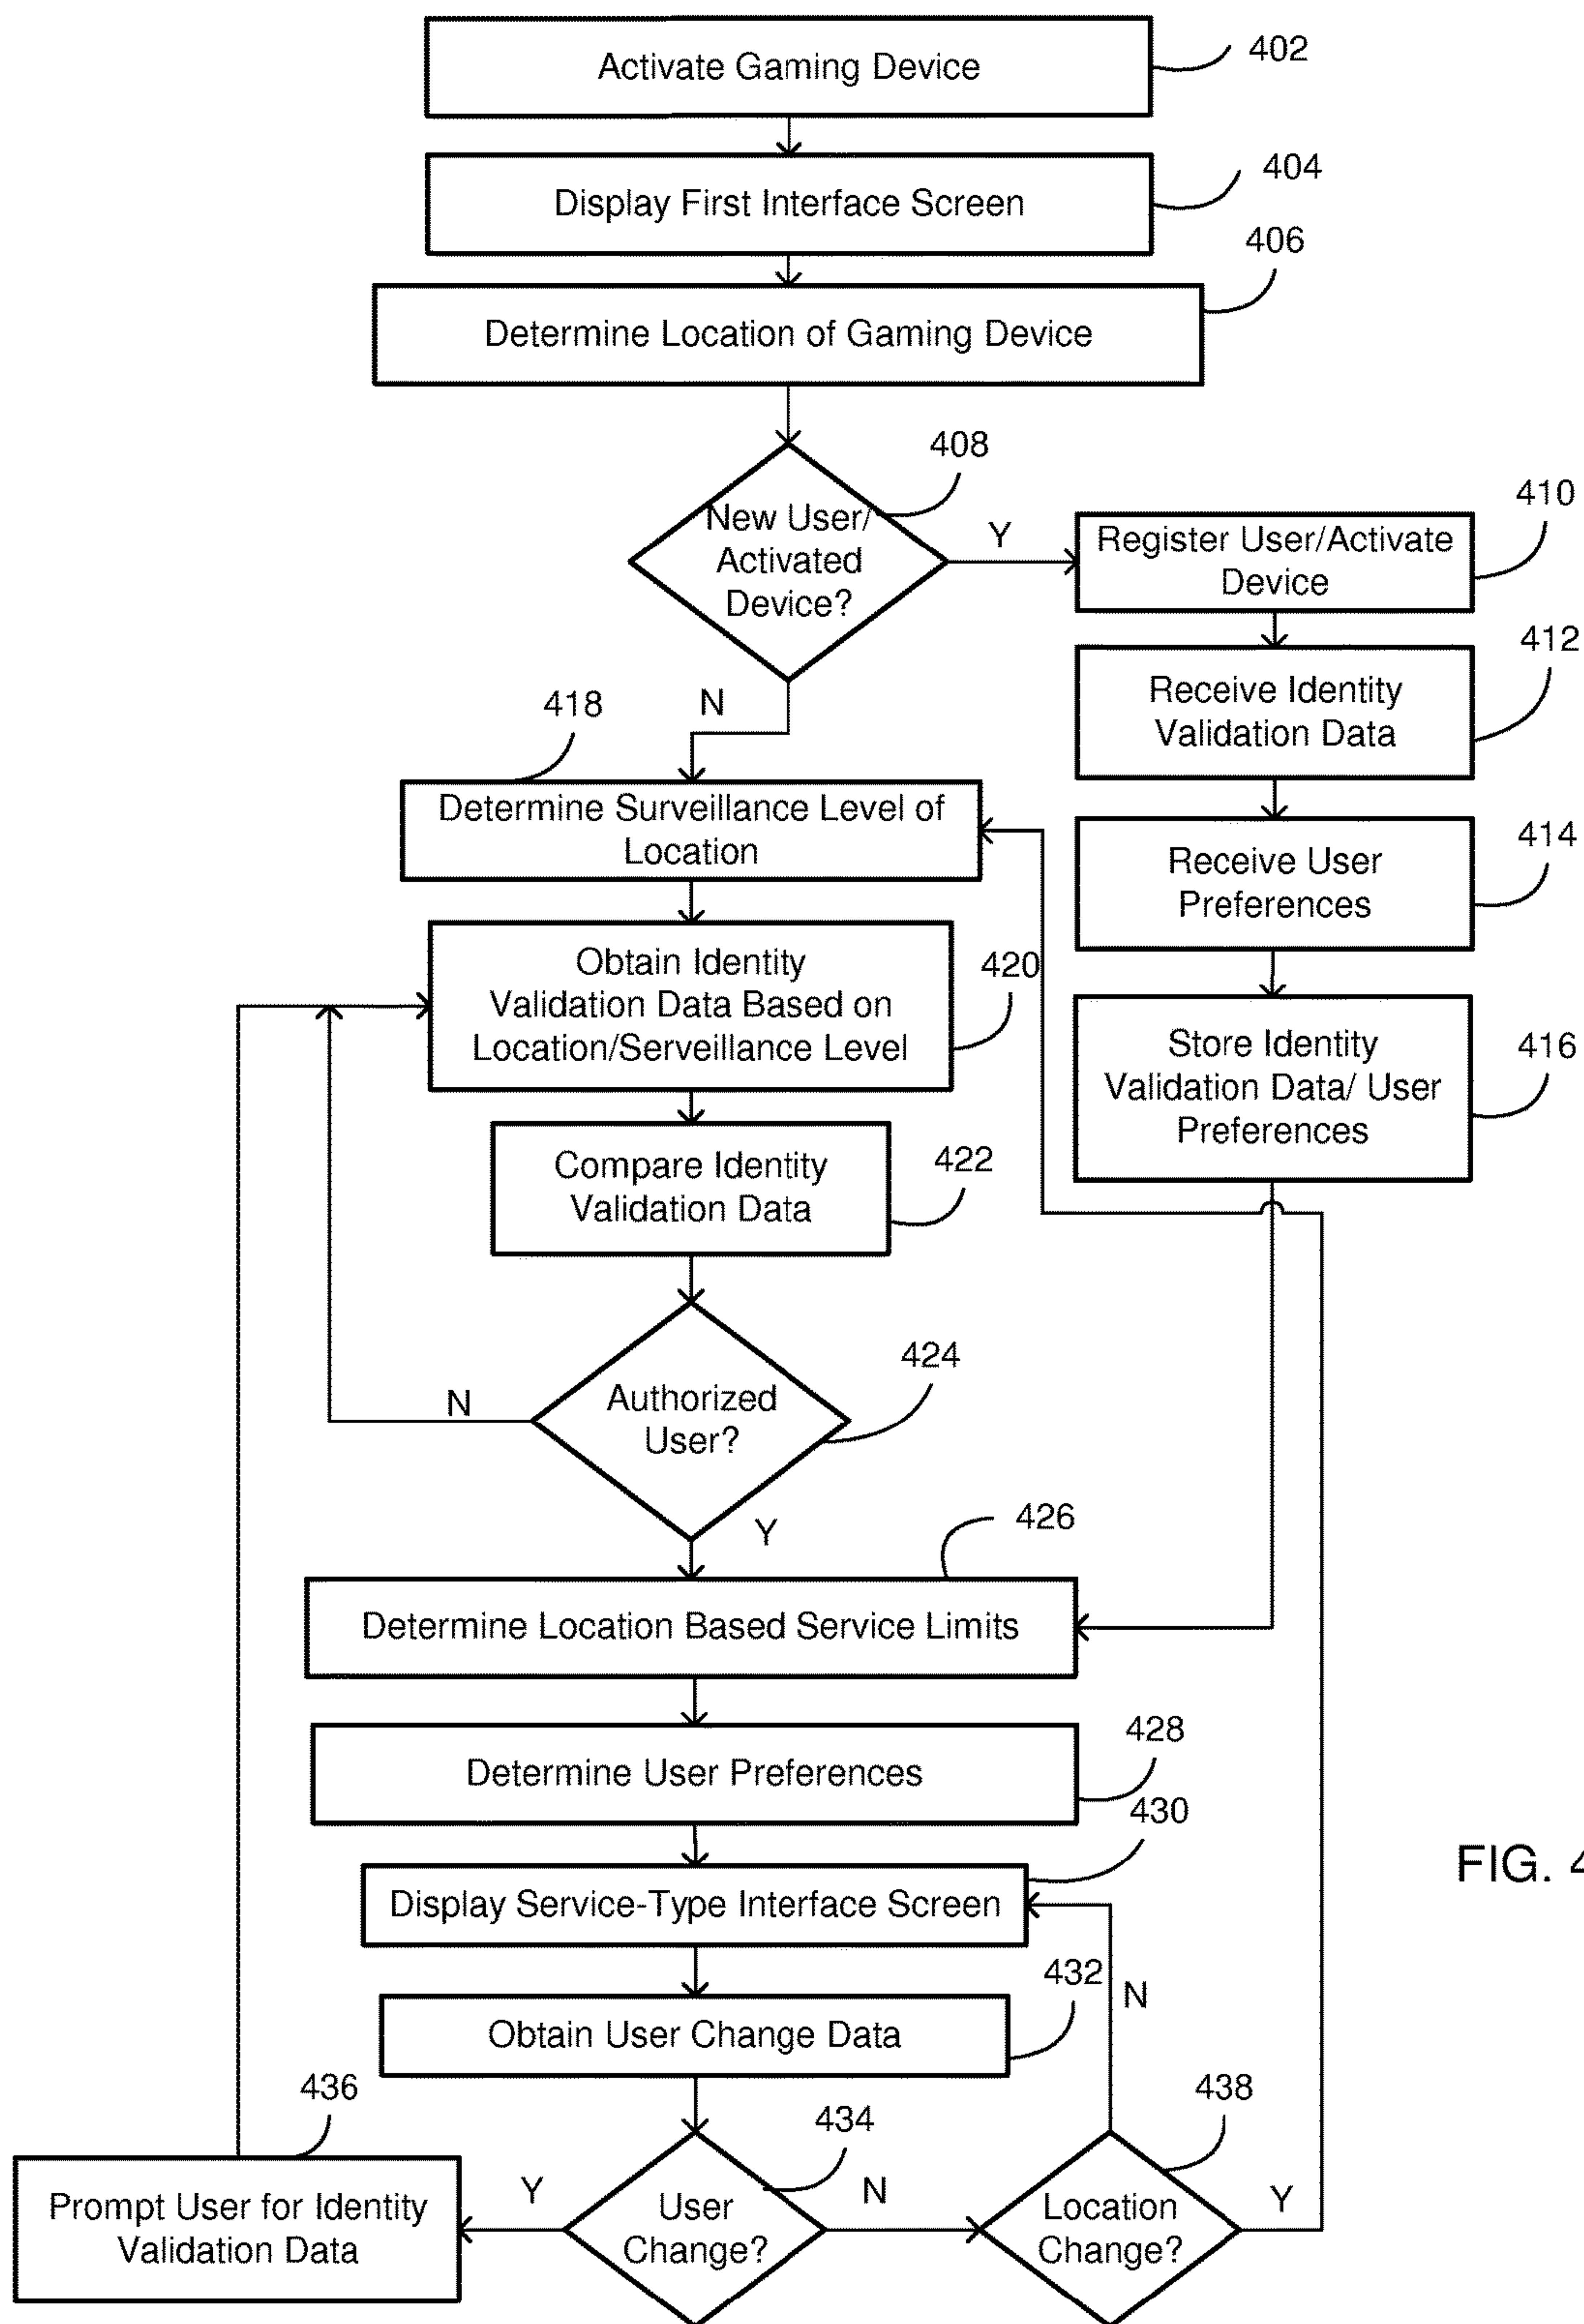 Activate Gaming Device
402
Display First Interface Screen
404
406
Determine Location of Gaming Device
408
New User/
Activated
Device?
Y
N
410
Register User/Activate
Device
412
Receive Identity
Validation Data
414
Receive User
Preferences
416
Store Identity
Validation Data/ User
Preferences
418
Determine Surveillance Level of
Location
420
Obtain Identity
Validation Data Based on
Location/Serveillance Level
422
Compare Identity
Validation Data
424
Authorized
User?
N
Y
426
Determine Location Based Service Limits
428
Determine User Preferences
430
Display Service-Type Interface Screen
432
Obtain User Change Data
N
434
User
Change?
Y
N
436
Prompt User for Identity
Validation Data
438
Location
Change?
Y
FIG. 4